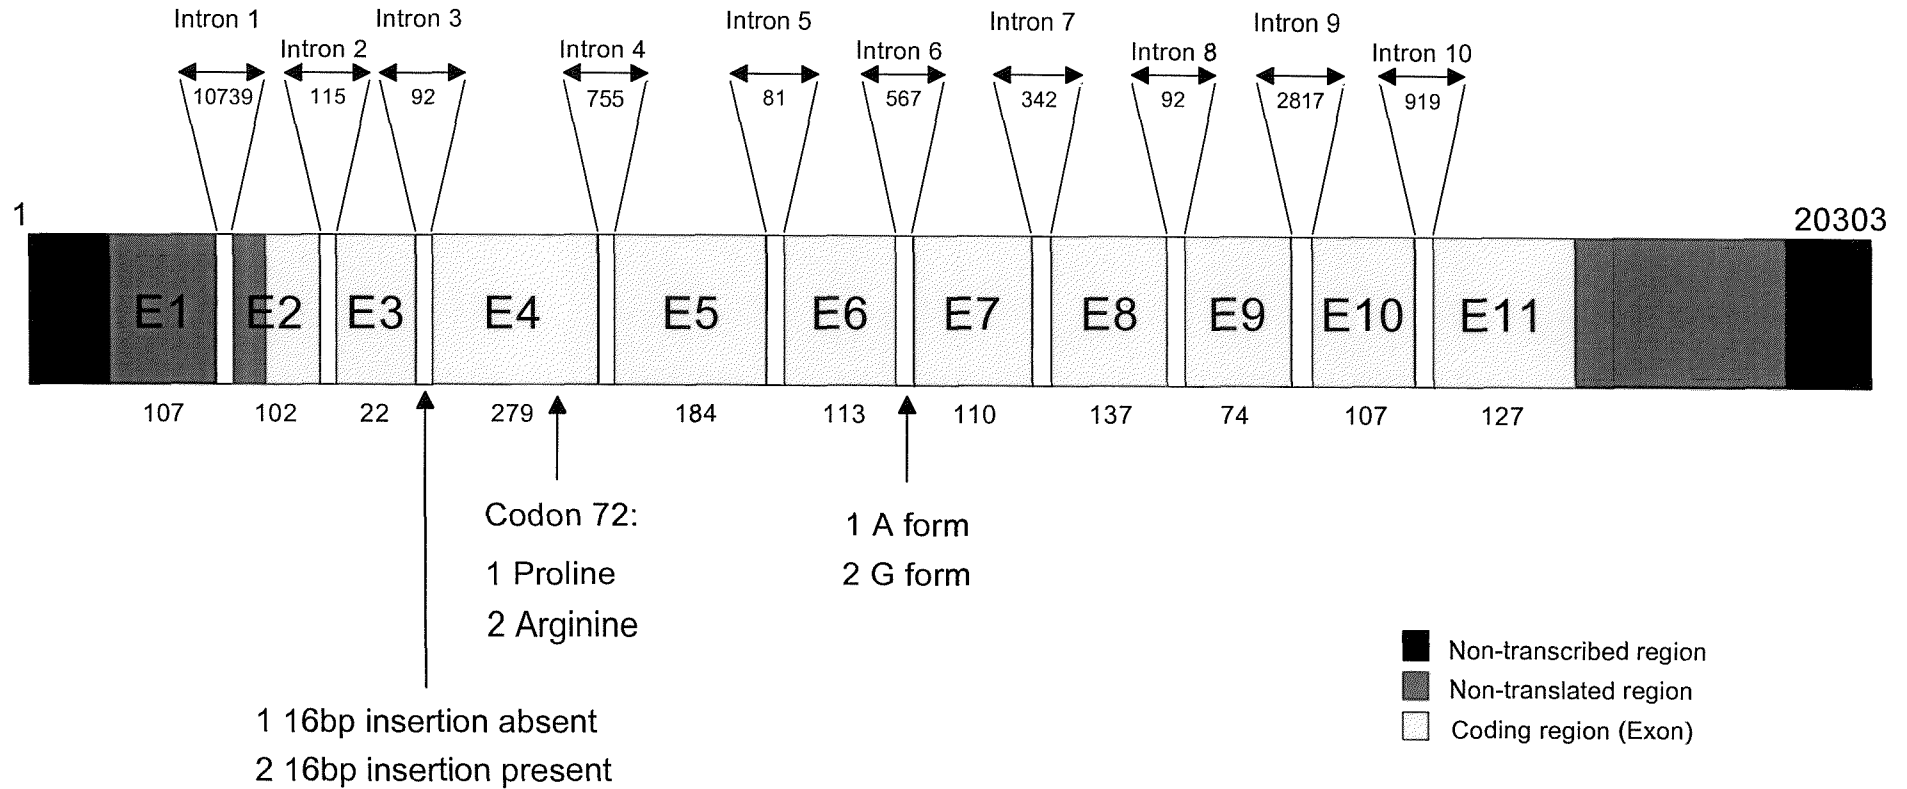 Intron 1
Intron 3
Intron 5
Intron 7
Intron 9
Intron 2
Intron 4
Intron 6
Intron 8
Intron 10
10739
115
92
755
81
567
342
92
2817
919
1
20303
E1
E2
E3
E4
E5
E6
E7
E8
E9
E10
E11
107
102
22
279
184
113
110
137
74
107
127
Codon 72:
1 Proline
2 Arginine
1 A form
2 G form
1 16bp insertion absent
2 16bp insertion present
Non-transcribed region
Non-translated region
Coding region (Exon)